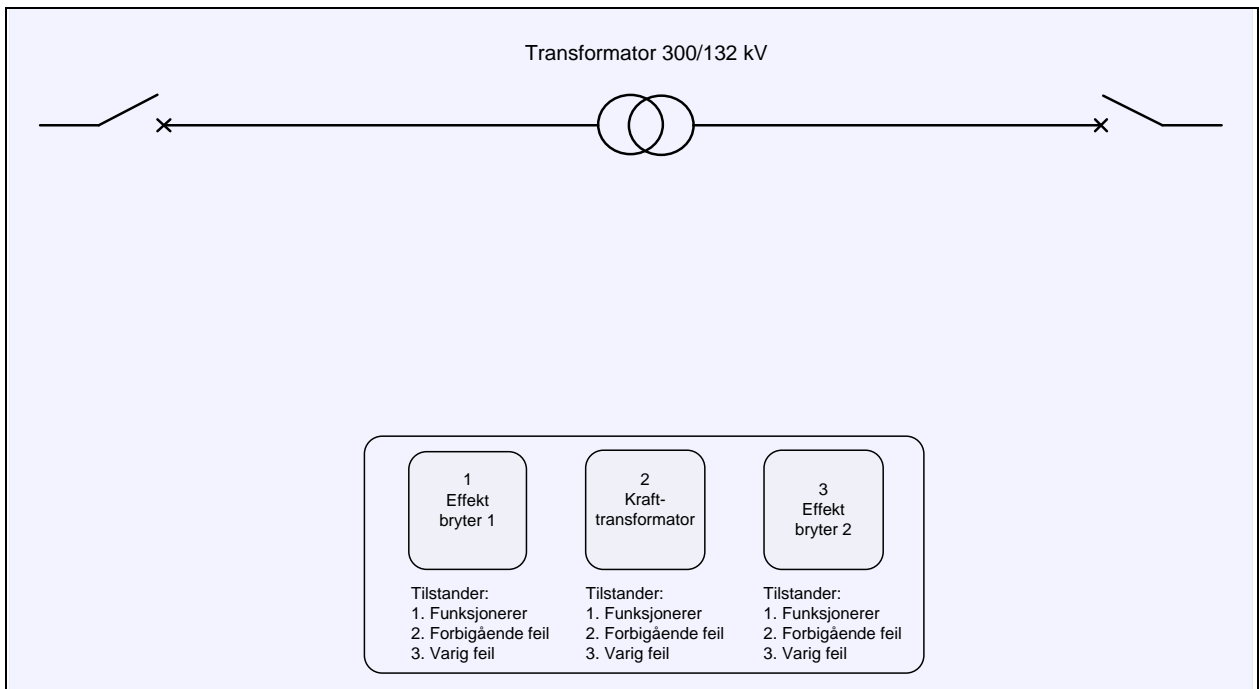 Transformator 300/132 kV
1
Effekt
bryter 1
2
Kraft-
transformator
3
Effekt
bryter 2
Tilstander:
1. Funksjonerer
2. Forbigående feil
3. Varig feil
Tilstander:
1. Funksjonerer
2. Forbigående feil
3. Varig feil
Tilstander:
1. Funksjonerer
2. Forbigående feil
3. Varig feil